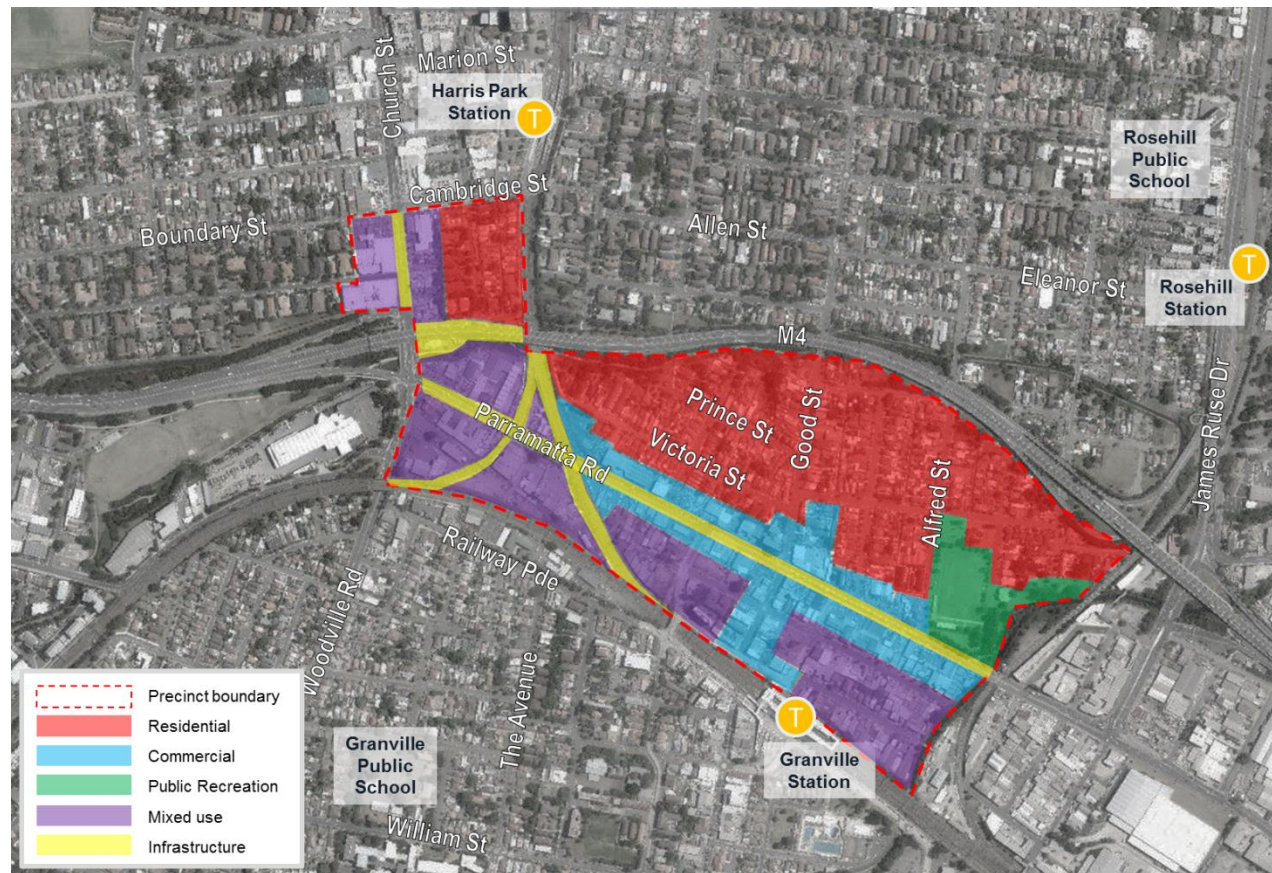 Marion St
Church St
Harris Park
Station
T
Rosehill
Public
School
Cambridge St
Boundary St
Allen St
T
Eleanor St
Rosehill
Station
M4
James Ruse Dr
Prince St
Good St
Parramatta Rd
Victoria St
Alfred St
Railway Pde
Woodville Rd
The Avenue
T
Granville
Station
Granville
Public
School
William St
Precinct boundary
Residential
Commercial
Public Recreation
Mixed use
Infrastructure